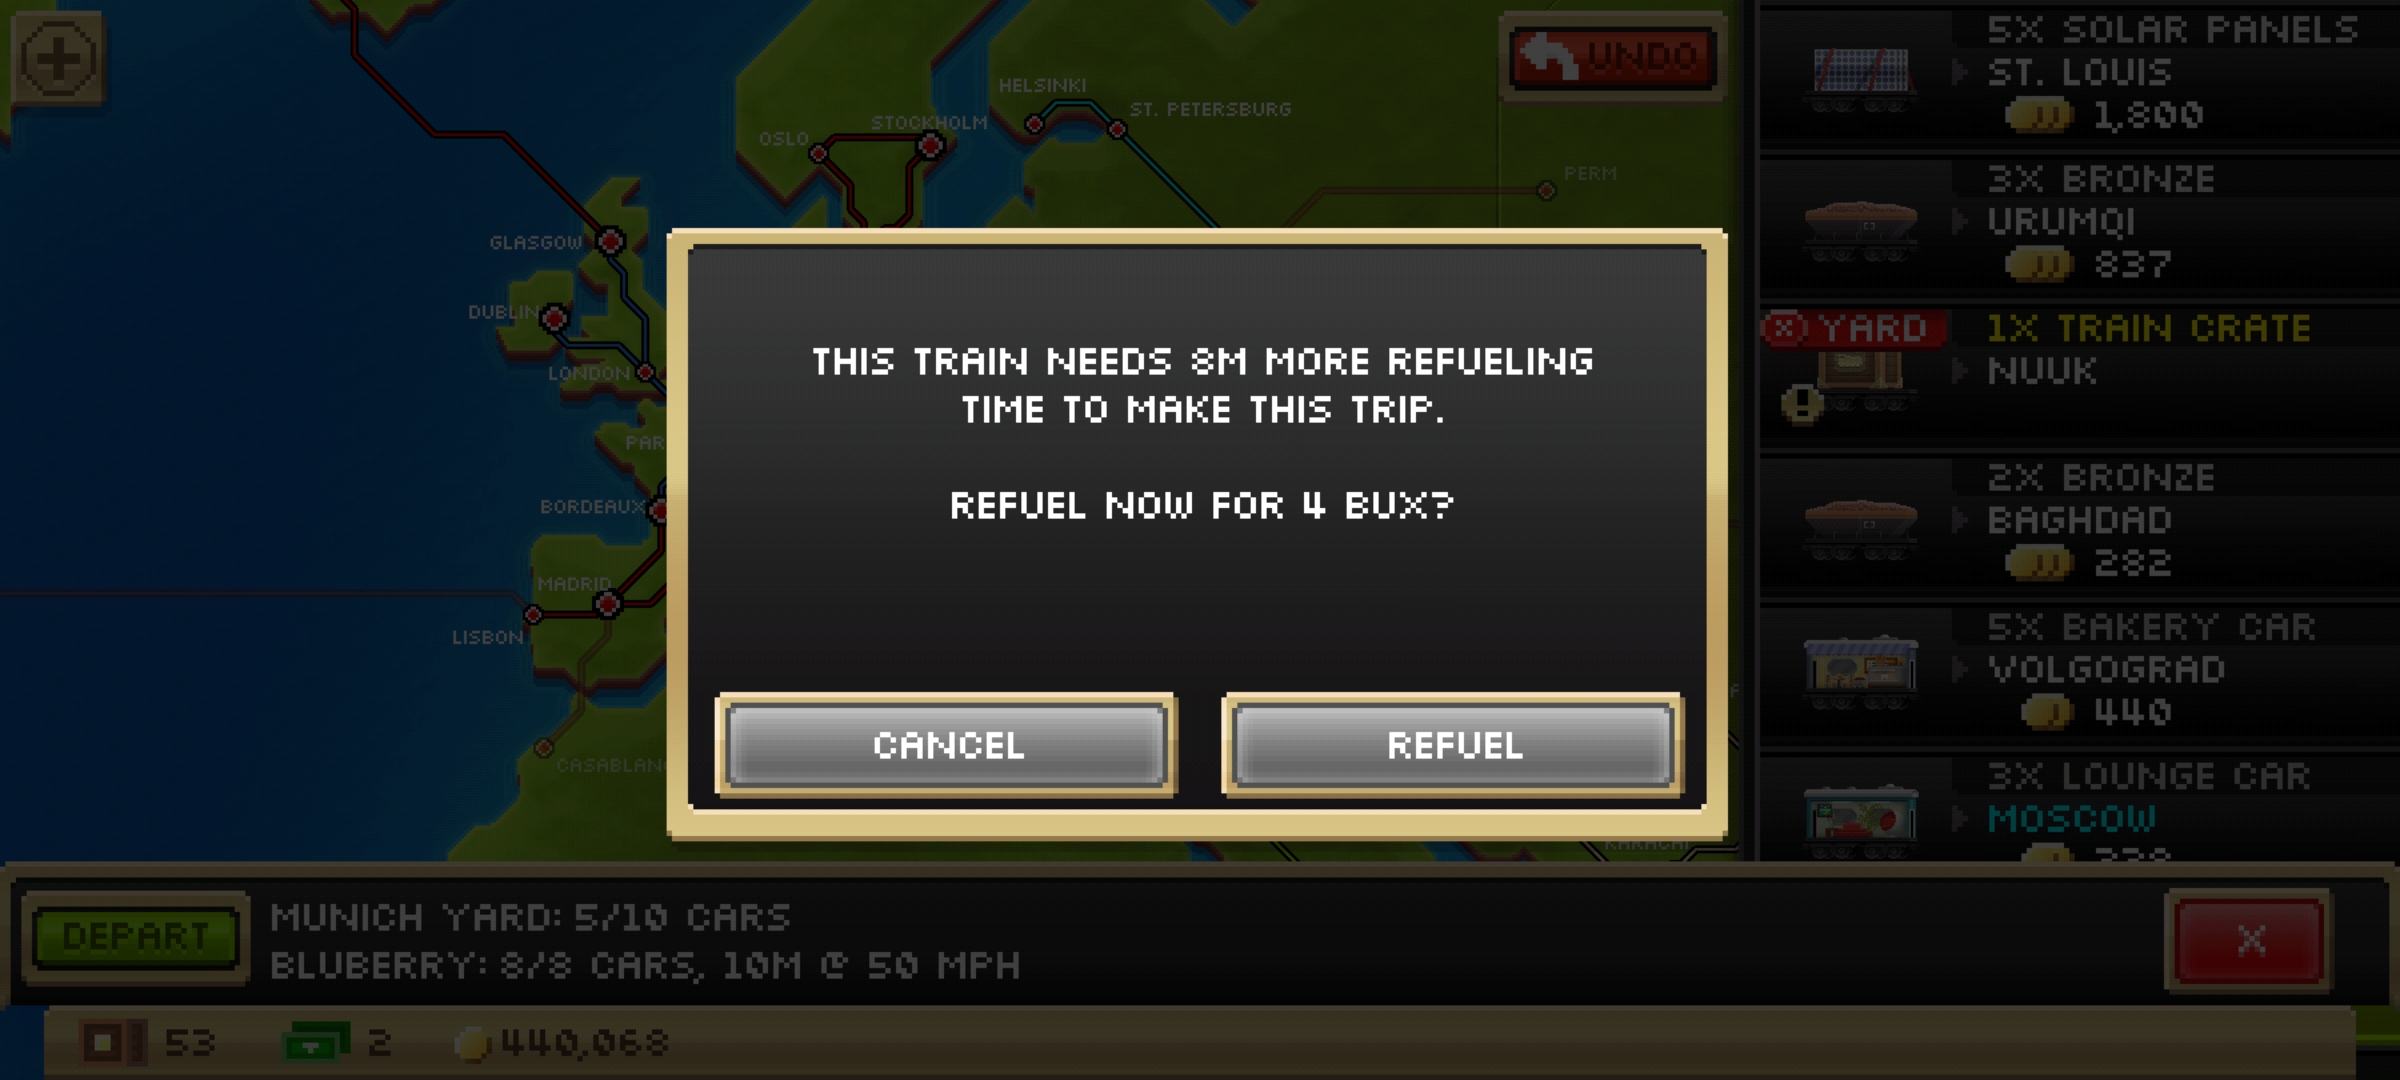 UNDO
5X SOLAR PANELS
ST. LOUIS
1,800
3X BRONZE
URUMQI
837
YARD
1X TRAIN CRATE
NUUK
2X BRONZE
BAGHDAD
282
5X BAKERY CAR
VOLGOGRAD
440
3X LOUNGE CAR
MOSCOW
HELSINKI
ST. PETERSBURG
STOCKHOLM
OSLO
PERM
GLASGOW
DUBLIN
LONDON
PAR
BORDEAUX
MADRID
LISBON
CASABLANC
KARACHI
THIS TRAIN NEEDS 8M MORE REFUELING
TIME TO MAKE THIS TRIP.
REFUEL NOW FOR 4 BUX?
CANCEL
REFUEL
DEPART
MUNICH YARD: 5/10 CARS
BLUBERRY: 8/8 CARS, 10M @ 50 MPH
X
53
2
440,068